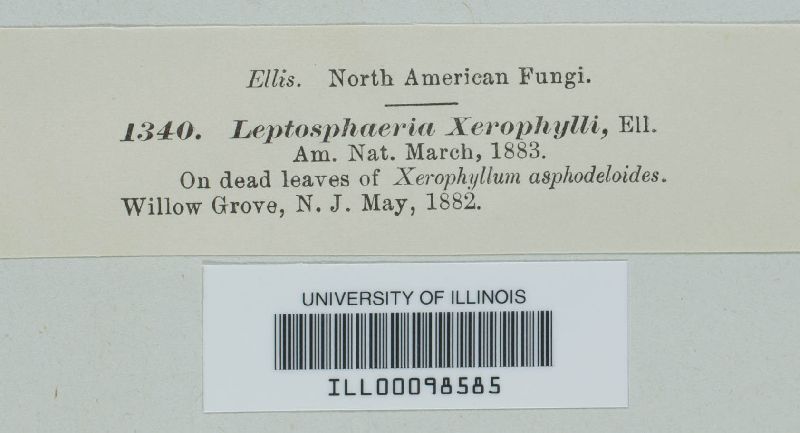 Ellis. North American Fungi.
1340. Leptosphaeria Xerophylli, Ell.
Am. Nat. March, 1883.
On dead leaves of Xerophyllum asphodeloides.
Willow Grove, N. J. May, 1882.
UNIVERSITY OF ILLINOIS
ILL00098585